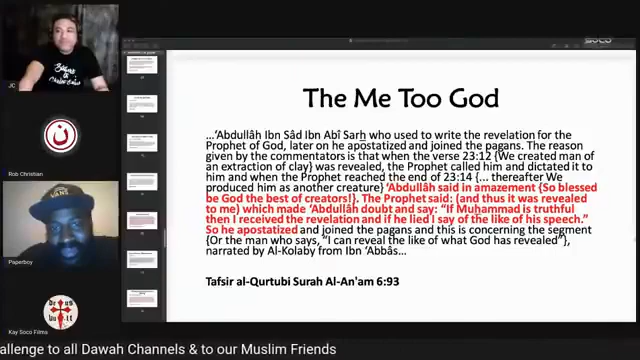 JC
Rob Christian
VANS
Paperboy
Kay Soco Films
SOCO
The Me Too God
…'Abdullâh Ibn Sâd Ibn Abî Sarḥ who used to write the revelation for the
Prophet of God, later on he apostatized and joined the pagans. The reason
given by the commentators is that when the verse 23:12 {We created man of
an extraction of clay} was revealed, the Prophet called him and dictated it to
him and when the Prophet reached the end of 23:14 {... thereafter We
produced him as another creature} 'Abdullâh said in amazement {So blessed
be God the best of creators!}. The Prophet said: (and thus it was revealed
to me) which made 'Abdullâh doubt and say: "If Muḥammad is truthful
then I received the revelation and if he lied I say of the like of his speech."
So he apostatized and joined the pagans and this is concerning the segment
{Or the man who says, "I can reveal the like of what God has revealed"},
narrated by Al-Kolaby from Ibn 'Abbâs…
Tafsir al-Qurtubi Surah Al-An'am 6:93
allenge to all Dawah Channels & to our Muslim Friends